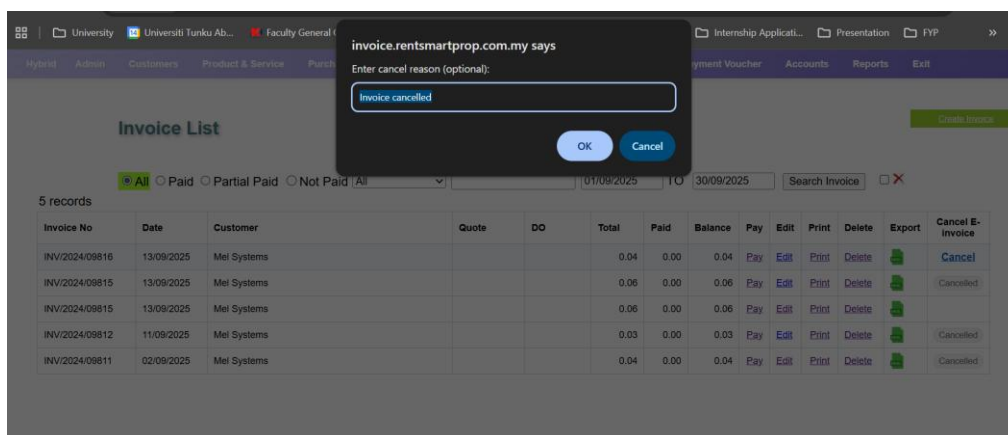 University Universiti Tunku Ab... Faculty General Internship Applicati... Presentation FYP »
Hybrid Admin Customers Product & Service Purch yment Voucher Accounts Reports Exit
invoice.rentsmartprop.com.my says
Enter cancel reason (optional):
Invoice cancelled
OK Cancel
Invoice List
Create Invoice
All Paid Partial Paid Not Paid All 01/09/2025 TO 30/09/2025 Search Invoice
5 records
Invoice No Date Customer Quote DO Total Paid Balance Pay Edit Print Delete Export Cancel E-invoice
INV/2024/09816 13/09/2025 Mel Systems 0.04 0.00 0.04 Pay Edit Print Delete Cancel
INV/2024/09815 13/09/2025 Mel Systems 0.06 0.00 0.06 Pay Edit Print Delete Cancelled
INV/2024/09815 13/09/2025 Mel Systems 0.06 0.00 0.06 Pay Edit Print Delete
INV/2024/09812 11/09/2025 Mel Systems 0.03 0.00 0.03 Pay Edit Print Delete Cancelled
INV/2024/09811 02/09/2025 Mel Systems 0.04 0.00 0.04 Pay Edit Print Delete Cancelled